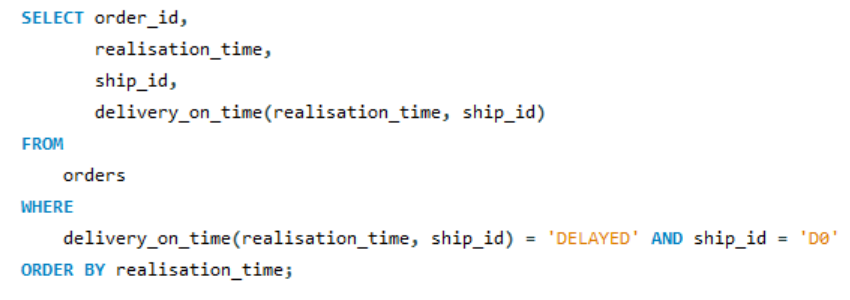 SELECT order_id,
realisation_time,
ship_id,
delivery_on_time(realisation_time, ship_id)
FROM
orders
WHERE
delivery_on_time(realisation_time, ship_id) = 'DELAYED' AND ship_id = 'D0'
ORDER BY realisation_time;